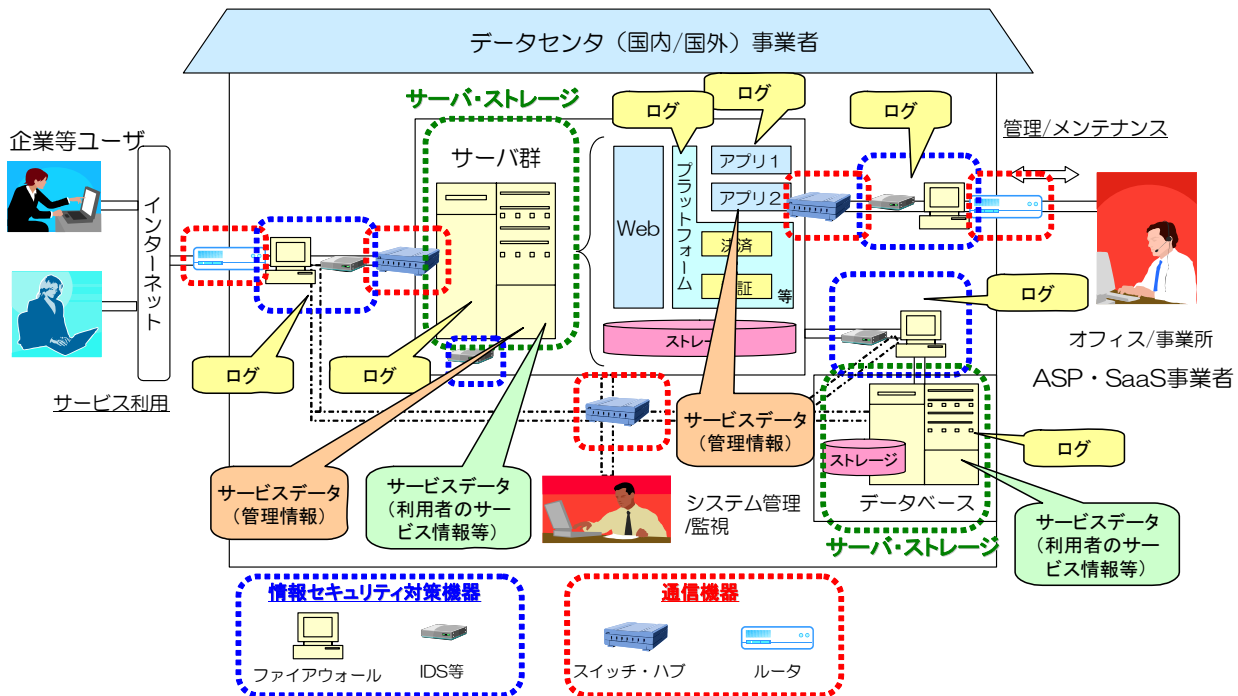 データセンタ（国内/国外）事業者
サーバ・ストレージ
ログ
ログ
ログ
管理/メンテナンス
企業等ユーザ
サーバ群
アプリ１
アプリ２
プラットフォーム
Web
インターネット
決済
証
等
ログ
オフィス/事業所
ASP・SaaS事業者
ストレー
ログ
ログ
サービス利用
サービスデータ
（管理情報）
ログ
ストレージ
サービスデータ
（管理情報）
サービスデータ
（利用者のサー
ビス情報等）
システム管理
/監視
データベース
サーバ・ストレージ
サービスデータ
（利用者のサー
ビス情報等）
情報セキュリティ対策機器
ファイアウォール
IDS等
通信機器
スイッチ・ハブ
ルータ